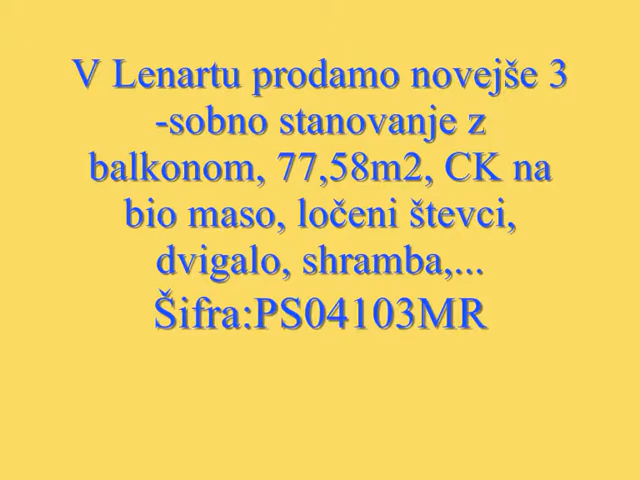 V Lenartu prodamo novejše 3
-sobno stanovanje z
balkonom, 77,58m2, CK na
bio maso, ločeni števci,
dvigalo, shramba,...
Šifra:PS04103MR